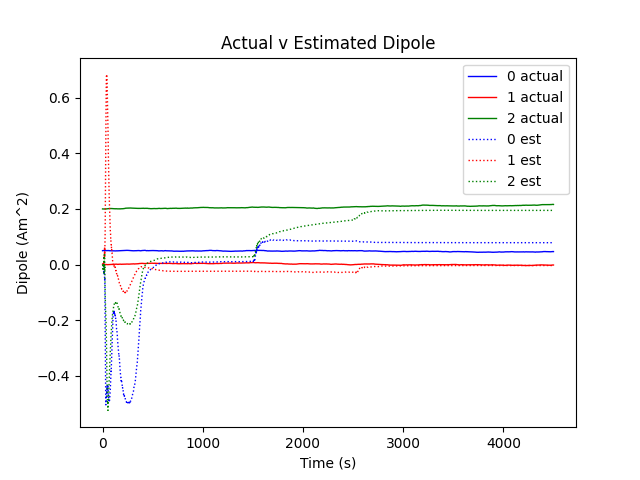 Actual v Estimated Dipole
Dipole (Am^2)
0.6
0.4
0.2
0.0
−0.2
−0.4
0 actual
1 actual
2 actual
0 est
1 est
2 est
0
1000
2000
3000
4000
Time (s)